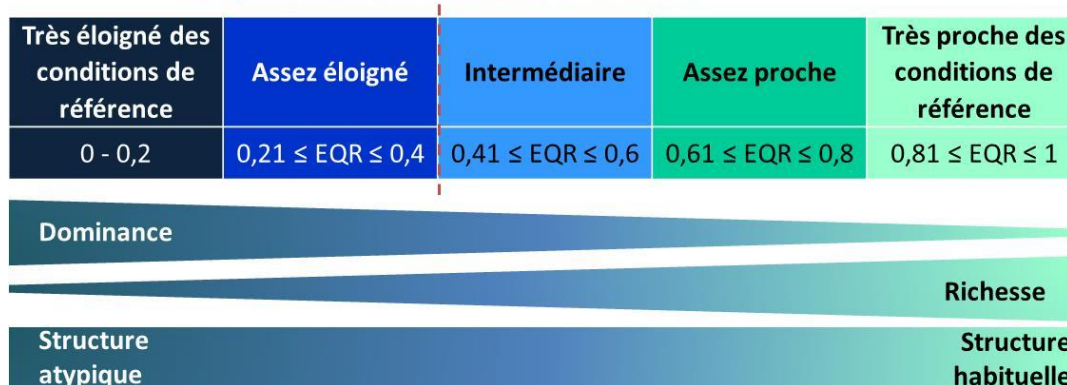 Très éloigné des
conditions de
référence
Assez éloigné
Intermédiaire
Assez proche
Très proche des
conditions de
référence
0 - 0,2
0,21 ≤ EQR ≤ 0,4
0,41 ≤ EQR ≤ 0,6
0,61 ≤ EQR ≤ 0,8
0,81 ≤ EQR ≤ 1
Dominance
Richesse
Structure
atypique
Structure
habituelle